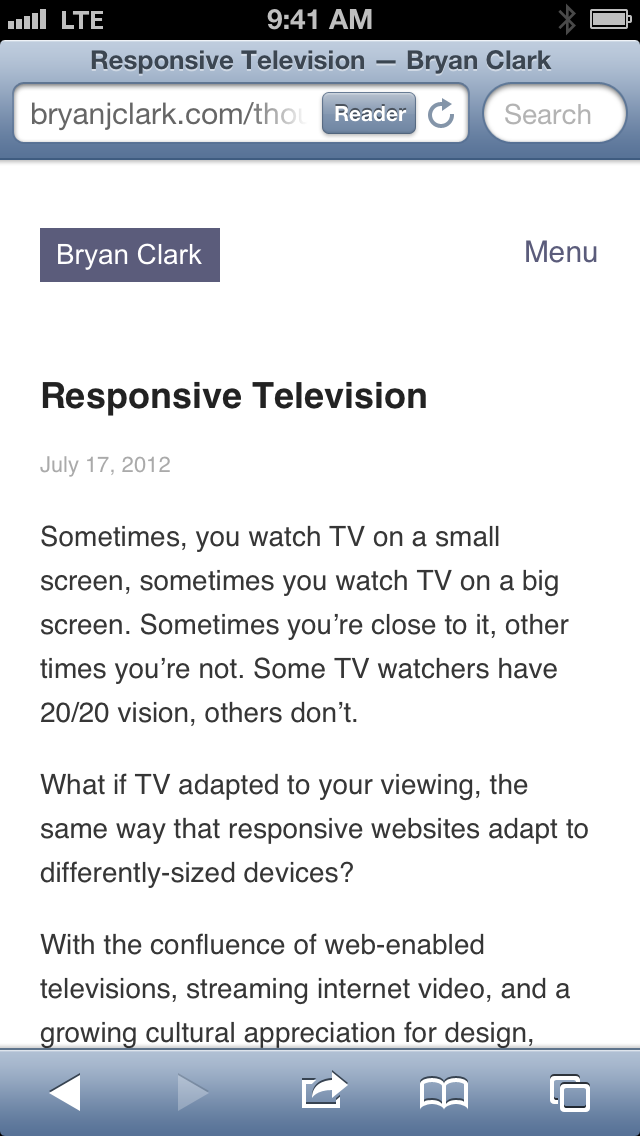 LTE 9:41 AM
Responsive Television — Bryan Clark
bryanjclark.com/thou Reader Search
Bryan Clark Menu
Responsive Television
July 17, 2012
Sometimes, you watch TV on a small
screen, sometimes you watch TV on a big
screen. Sometimes you’re close to it, other
times you’re not. Some TV watchers have
20/20 vision, others don’t.
What if TV adapted to your viewing, the
same way that responsive websites adapt to
differently-sized devices?
With the confluence of web-enabled
televisions, streaming internet video, and a
growing cultural appreciation for design,